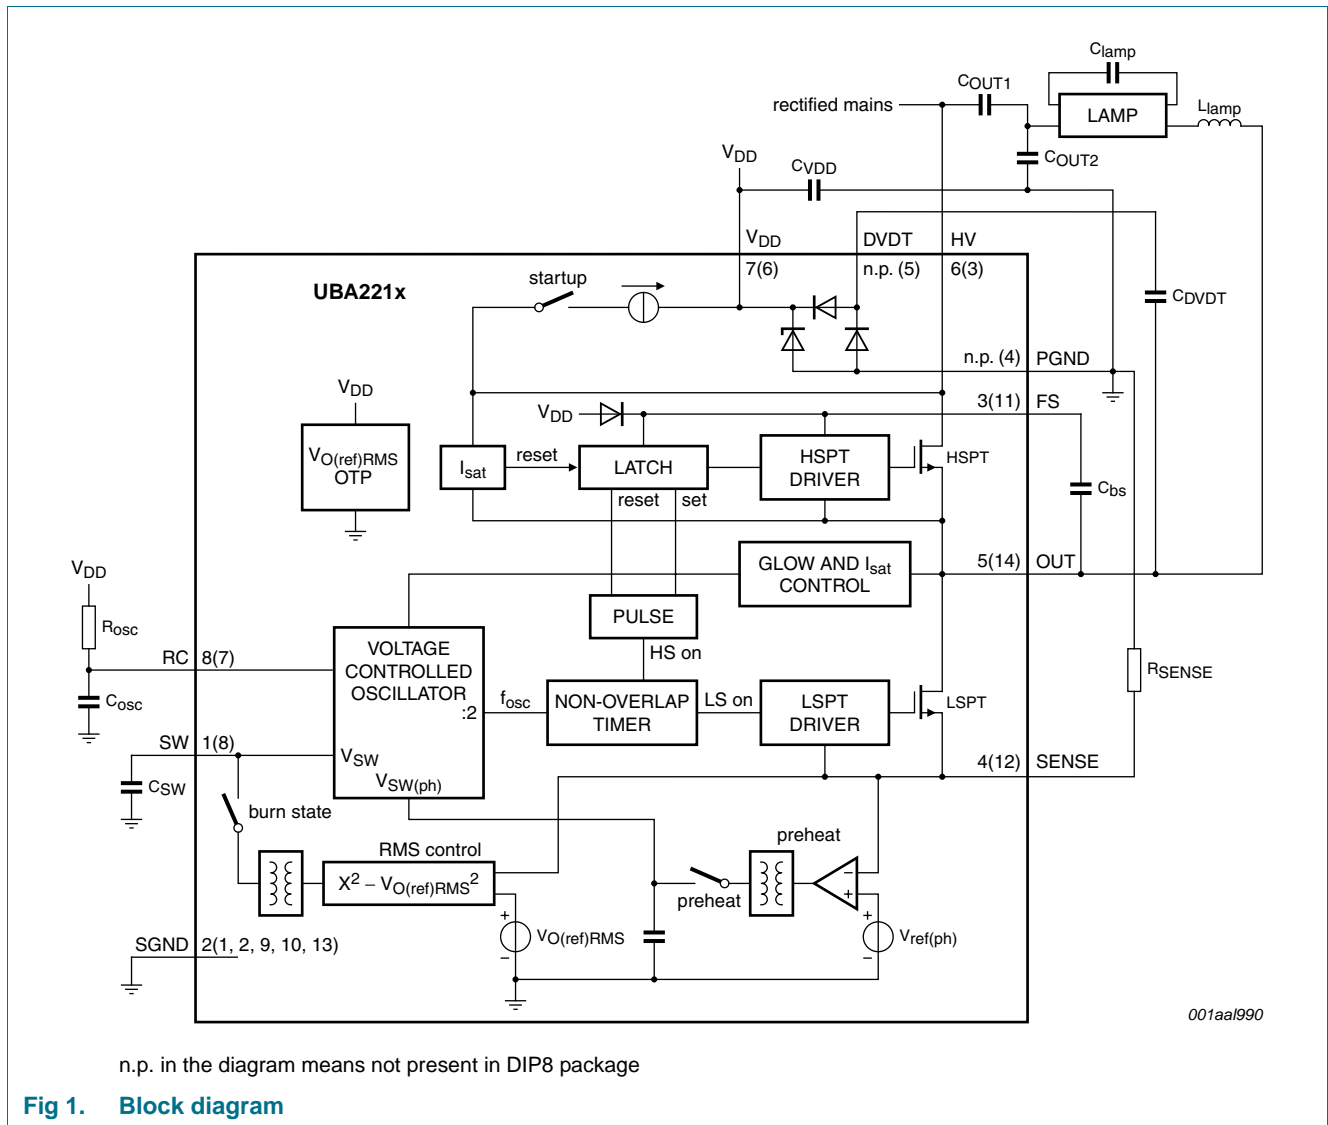 Clamp
COUT1
rectified mains
LAMP
Llamp
COUT2
VDD
CVDD
VDD
DVDT
HV
7(6)
n.p. (5)
6(3)
startup
UBA221x
CDVDT
n.p. (4)
PGND
VDD
VDD
3(11)
FS
VO(ref)RMS
OTP
Isat
reset
LATCH
HSPT
DRIVER
HSPT
reset
set
Cbs
GLOW AND Isat
CONTROL
5(14)
OUT
VDD
Rosc
PULSE
HS on
RC
8(7)
VOLTAGE
CONTROLLED
OSCILLATOR
:2
fosc
NON-OVERLAP
TIMER
LS on
LSPT
DRIVER
LSPT
RSENSE
Cosc
SW
1(8)
VSW
VSW(ph)
4(12)
SENSE
CSW
burn state
RMS control
X2 − VO(ref)RMS2
preheat
preheat
−
+
+
VO(ref)RMS
−
+
Vref(ph)
−
SGND
2(1, 2, 9, 10, 13)
001aal990
n.p. in the diagram means not present in DIP8 package
Fig 1. Block diagram